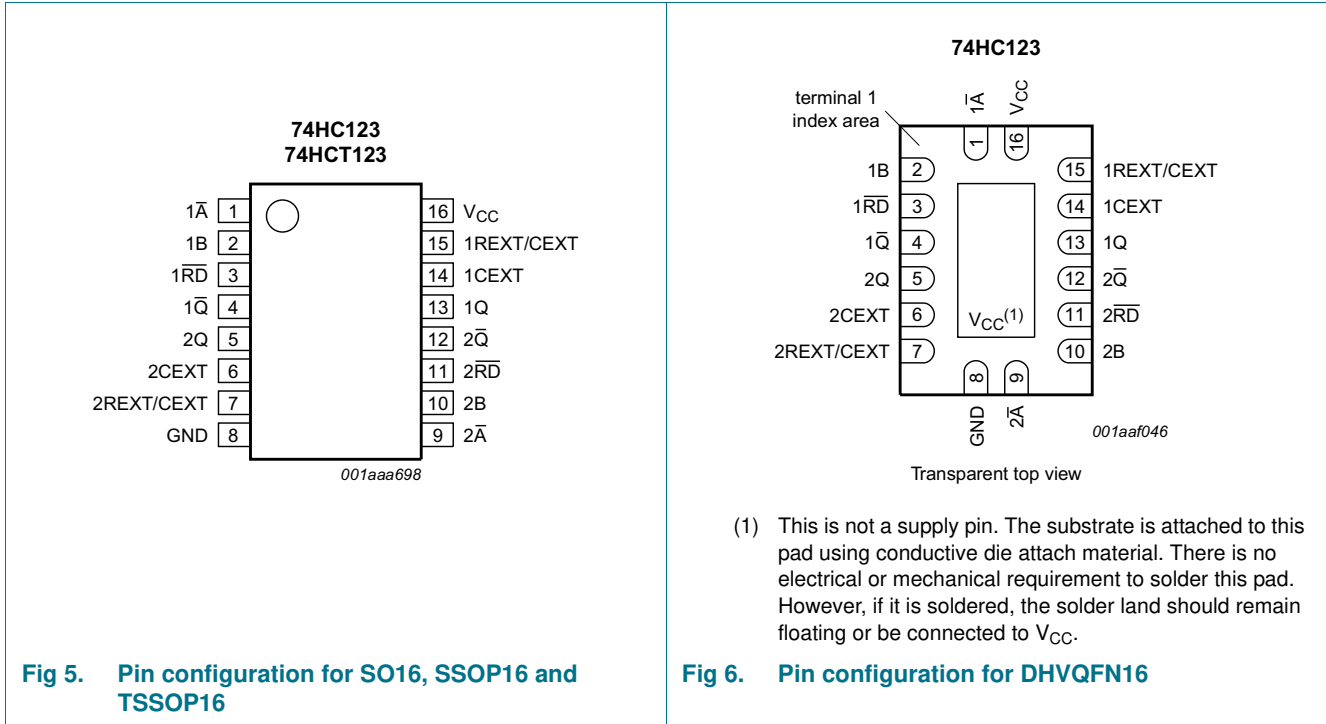 74HC123
74HCT123
1A̅ 1 16 VCC
1B 2 15 1REXT/CEXT
1R̅D̅ 3 14 1CEXT
1Q̅ 4 13 1Q
2Q 5 12 2Q̅
2CEXT 6 11 2R̅D̅
2REXT/CEXT 7 10 2B
GND 8 9 2A̅
001aaa698
Fig 5. Pin configuration for SO16, SSOP16 and
TSSOP16
74HC123
terminal 1
index area
1A̅ VCC
1 16
1B 2 15 1REXT/CEXT
1R̅D̅ 3 14 1CEXT
1Q̅ 4 13 1Q
2Q 5 12 2Q̅
2CEXT 6 11 2R̅D̅
VCC(1)
2REXT/CEXT 7 10 2B
8 9
GND 2A̅
001aaf046
Transparent top view
(1) This is not a supply pin. The substrate is attached to this
pad using conductive die attach material. There is no
electrical or mechanical requirement to solder this pad.
However, if it is soldered, the solder land should remain
floating or be connected to VCC.
Fig 6. Pin configuration for DHVQFN16